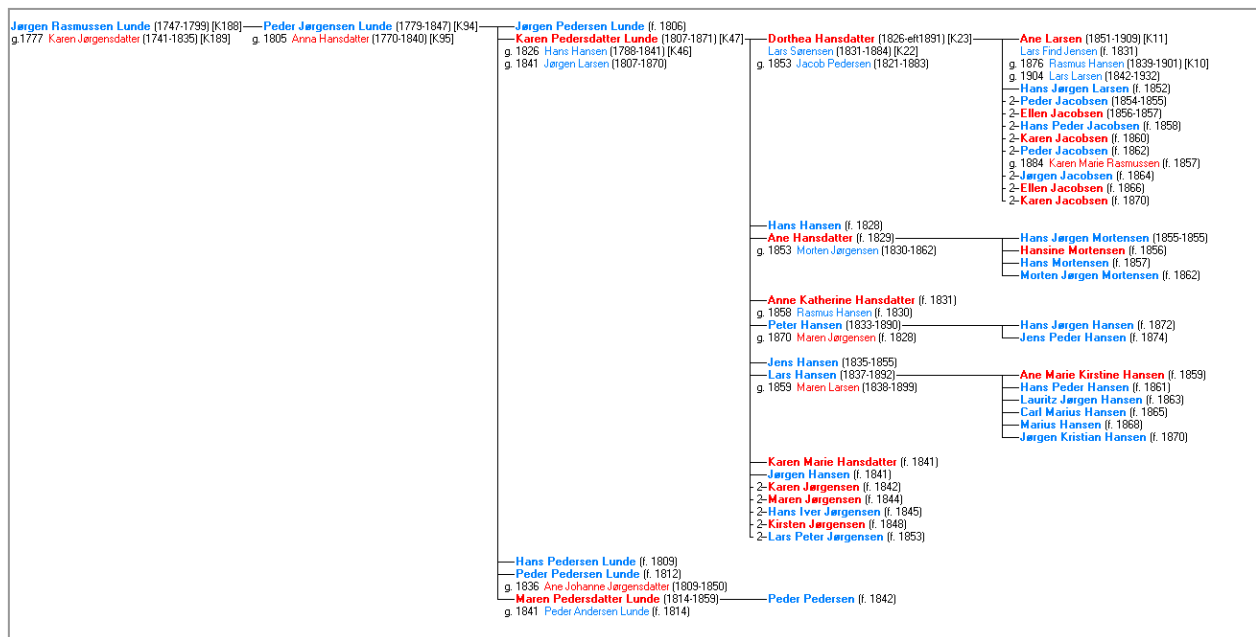 Jørgen Rasmussen Lunde (1747-1799) [K188] Peder Jørgensen Lunde (1779-1847) [K94] Jørgen Pedersen Lunde (f. 1806)
g.1777 Karen Jørgensdatter (1741-1835) [K189] g. 1805 Anna Hansdatter (1770-1840) [K95] Karen Pedersdatter Lunde (1807-1871) [K47] Dorthea Hansdatter (1826-eft1891) [K23] Ane Larsen (1851-1909) [K11]
g. 1826 Hans Hansen (1788-1841) [K46] Lars Sørensen (1831-1884) [K22] Lars Find Jensen (f. 1831)
g. 1841 Jørgen Larsen (1807-1870) g. 1853 Jacob Pedersen (1821-1883) g. 1876 Rasmus Hansen (1839-1901) [K10]
g. 1904 Lars Larsen (1842-1932)
Hans Jørgen Larsen (f. 1852)
2 Peder Jacobsen (1854-1855)
2 Ellen Jacobsen (1856-1857)
2 Hans Peder Jacobsen (f. 1858)
2 Karen Jacobsen (f. 1860)
2 Peder Jacobsen (f. 1862)
g. 1884 Karen Marie Rasmussen (f. 1857)
2 Jørgen Jacobsen (f. 1864)
2 Ellen Jacobsen (f. 1866)
2 Karen Jacobsen (f. 1870)
Hans Hansen (f. 1828)
Ane Hansdatter (f. 1829) Hans Jørgen Mortensen (1855-1855)
g. 1853 Morten Jørgensen (1830-1862) Hansine Mortensen (f. 1856)
Hans Mortensen (f. 1857)
Morten Jørgen Mortensen (f. 1862)
Anne Katherine Hansdatter (f. 1831)
g. 1858 Rasmus Hansen (f. 1830)
Peter Hansen (1833-1890) Hans Jørgen Hansen (f. 1872)
g. 1870 Maren Jørgensen (f. 1828) Jens Peder Hansen (f. 1874)
Jens Hansen (1835-1855)
Lars Hansen (1837-1892) Ane Marie Kirstine Hansen (f. 1859)
g. 1859 Maren Larsen (1838-1899) Hans Peder Hansen (f. 1861)
Lauritz Jørgen Hansen (f. 1863)
Carl Marius Hansen (f. 1865)
Marius Hansen (f. 1868)
Jørgen Kristian Hansen (f. 1870)
Karen Marie Hansdatter (f. 1841)
Jørgen Hansen (f. 1841)
2 Karen Jørgensen (f. 1842)
2 Maren Jørgensen (f. 1844)
2 Hans Iver Jørgensen (f. 1845)
2 Kirsten Jørgensen (f. 1848)
2 Lars Peter Jørgensen (f. 1853)
Hans Pedersen Lunde (f. 1809)
Peder Pedersen Lunde (f. 1812)
g. 1836 Ane Johanne Jørgensdatter (1809-1850)
Maren Pedersdatter Lunde (1814-1859) Peder Pedersen (f. 1842)
g. 1841 Peder Andersen Lunde (f. 1814)